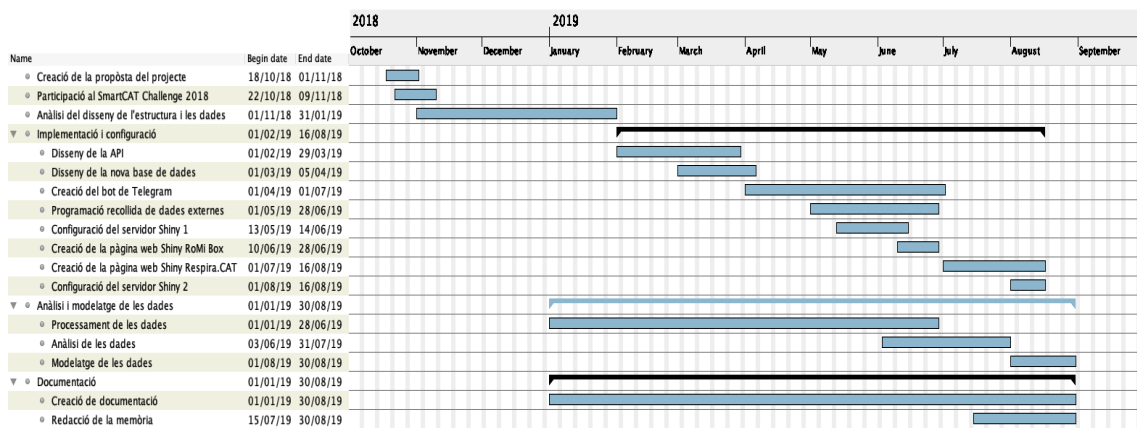 2018 2019
October November December January February March April May June July August September
Name Begin date End date
Creació de la propòsta del projecte 18/10/18 01/11/18
Participació al SmartCAT Challenge 2018 22/10/18 09/11/18
Anàlisi del disseny de l'estructura i les dades 01/11/18 31/01/19
Implementació i configuració 01/02/19 16/08/19
Disseny de la API 01/02/19 29/03/19
Disseny de la nova base de dades 01/03/19 05/04/19
Creació del bot de Telegram 01/04/19 01/07/19
Programació recollida de dades externes 01/05/19 28/06/19
Configuració del servidor Shiny 1 13/05/19 14/06/19
Creació de la pàgina web Shiny RoMi Box 10/06/19 28/06/19
Creació de la pàgina web Shiny Respira.CAT 01/07/19 16/08/19
Configuració del servidor Shiny 2 01/08/19 16/08/19
Anàlisi i modelatge de les dades 01/01/19 30/08/19
Processament de les dades 01/01/19 28/06/19
Anàlisi de les dades 03/06/19 31/07/19
Modelatge de les dades 01/08/19 30/08/19
Documentació 01/01/19 30/08/19
Creació de documentació 01/01/19 30/08/19
Redacció de la memòria 15/07/19 30/08/19